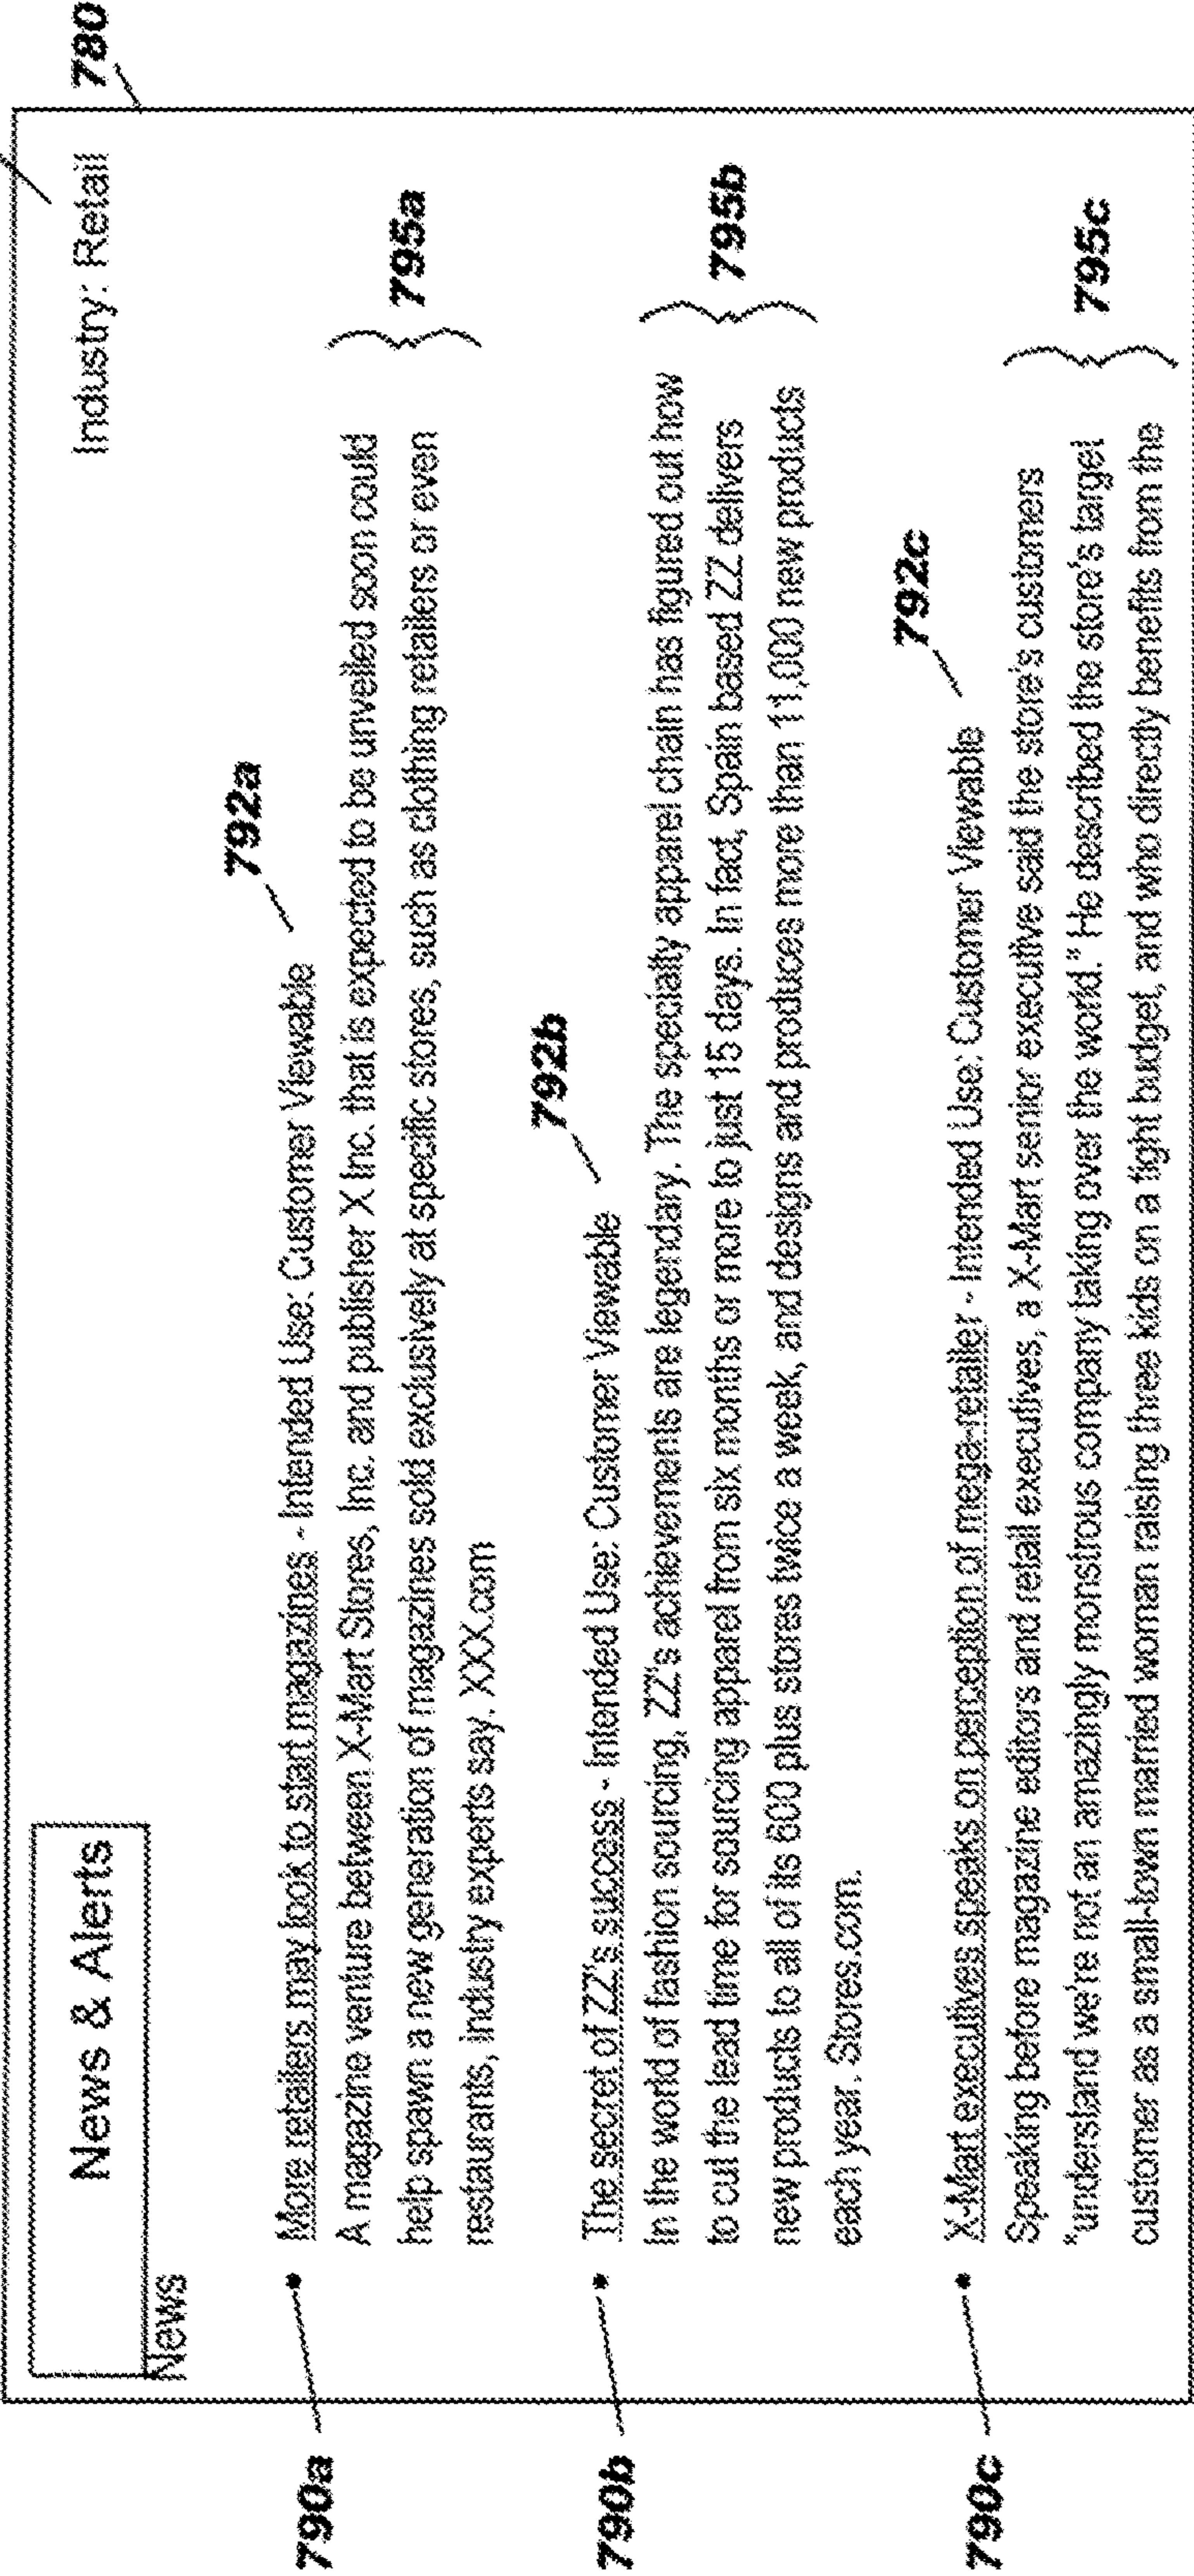 780
News & Alerts
Industry: Retail
News
792a
790a
• More retailers may look to start magazines - Intended Use: Customer Viewable
A magazine venture between X-Mart Stores, Inc. and publisher X Inc. that is expected to be unveiled soon could
help spawn a new generation of magazines sold exclusively at specific stores, such as clothing retailers or even
restaurants, industry experts say. XXX.com
795a
792b
790b
• The secret of ZZ's success - Intended Use: Customer Viewable
In the world of fashion sourcing, ZZ's achievements are legendary. The specialty apparel chain has figured out how
to cut the lead time for sourcing apparel from six months or more to just 15 days. In fact, Spain based ZZ delivers
new products to all of its 600 plus stores twice a week, and designs and produces more than 11,000 new products
each year. Stores.com.
795b
792c
790c
• X-Mart executives speaks on perception of mega-retailer - Intended Use: Customer Viewable
Speaking before magazine editors and retail executives, a X-Mart senior executive said the store's customers
"understand we're not an amazingly monstrous company taking over the world." He described the store's target
customer as a small-town married woman raising three kids on a tight budget, and who directly benefits from the
795c